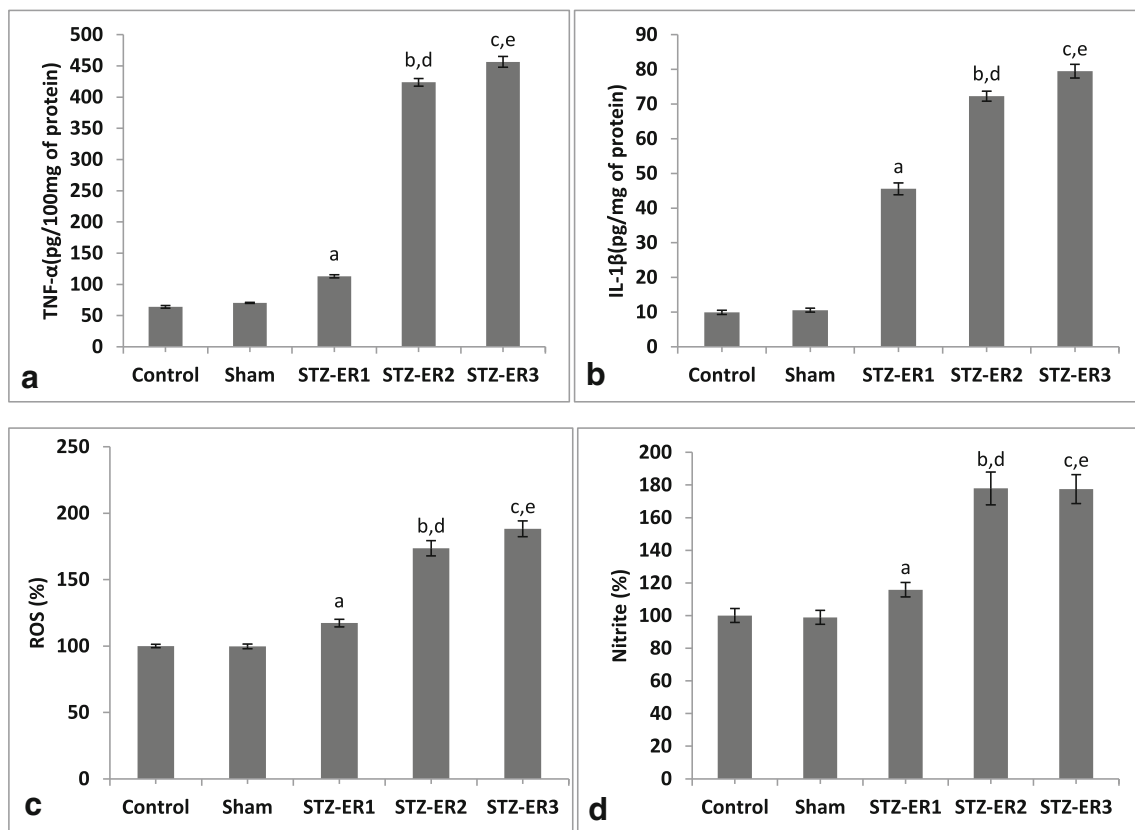 TNF-α(pg/100mg of protein)
500
450
400
350
300
250
200
150
100
50
0
a
b,d
c,e
Control Sham STZ-ER1 STZ-ER2 STZ-ER3
a
IL-1β(pg/mg of protein)
90
80
70
60
50
40
30
20
10
0
a
b,d
c,e
Control Sham STZ-ER1 STZ-ER2 STZ-ER3
b
ROS (%)
250
200
150
100
50
0
a
b,d
c,e
Control Sham STZ-ER1 STZ-ER2 STZ-ER3
c
Nitrite (%)
200
180
160
140
120
100
80
60
40
20
0
a
b,d
c,e
Control Sham STZ-ER1 STZ-ER2 STZ-ER3
d